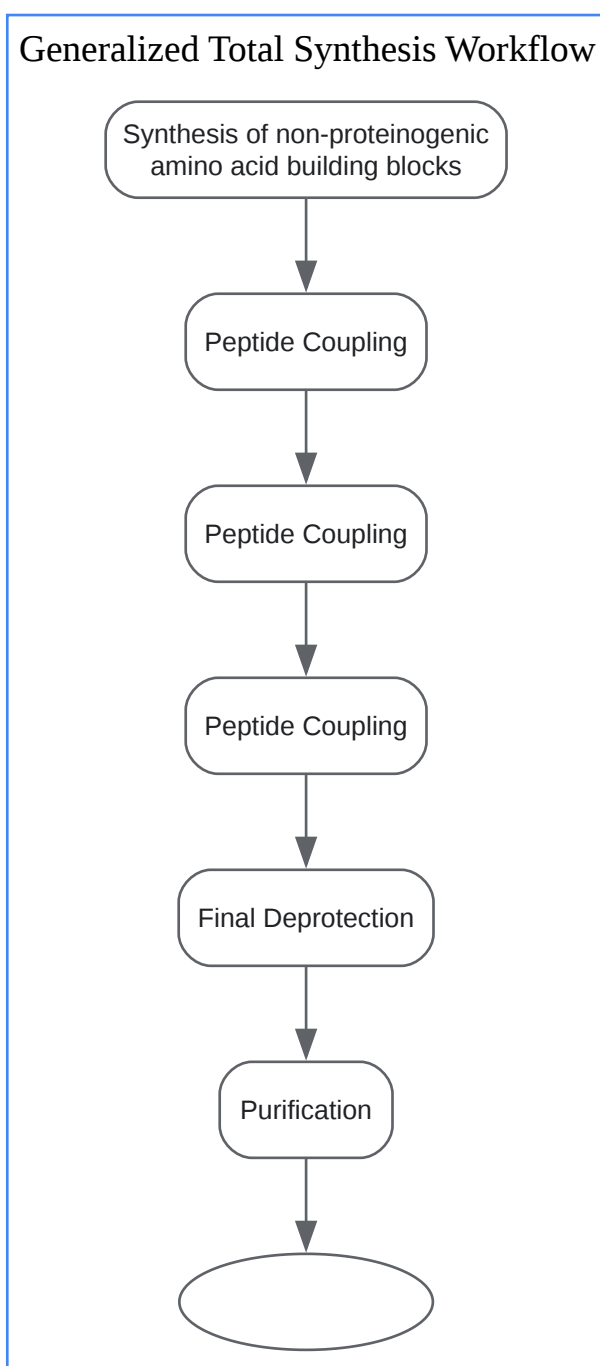 Generalized Total Synthesis Workflow
Synthesis of non-proteinogenic
amino acid building blocks
Peptide Coupling
Peptide Coupling
Peptide Coupling
Final Deprotection
Purification